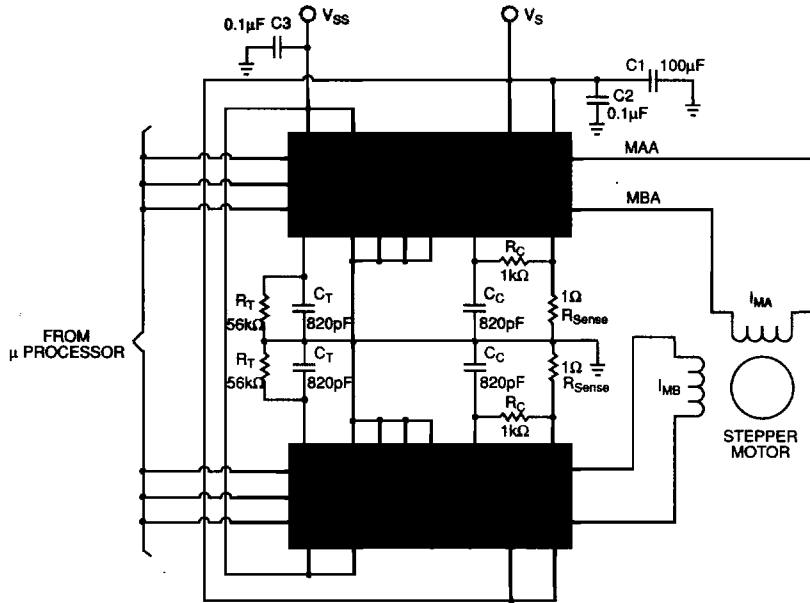 0.1µF C3
VSS
VS
C1 100µF
C2
0.1µF
MAA
MBA
RC
1kΩ
RT
56kΩ
CT
820pF
CC
820pF
1Ω
RSense
IMA
FROM
µ PROCESSOR
RT
56kΩ
CT
820pF
CC
820pF
1Ω
RSense
IMB
RC
1kΩ
STEPPER
MOTOR